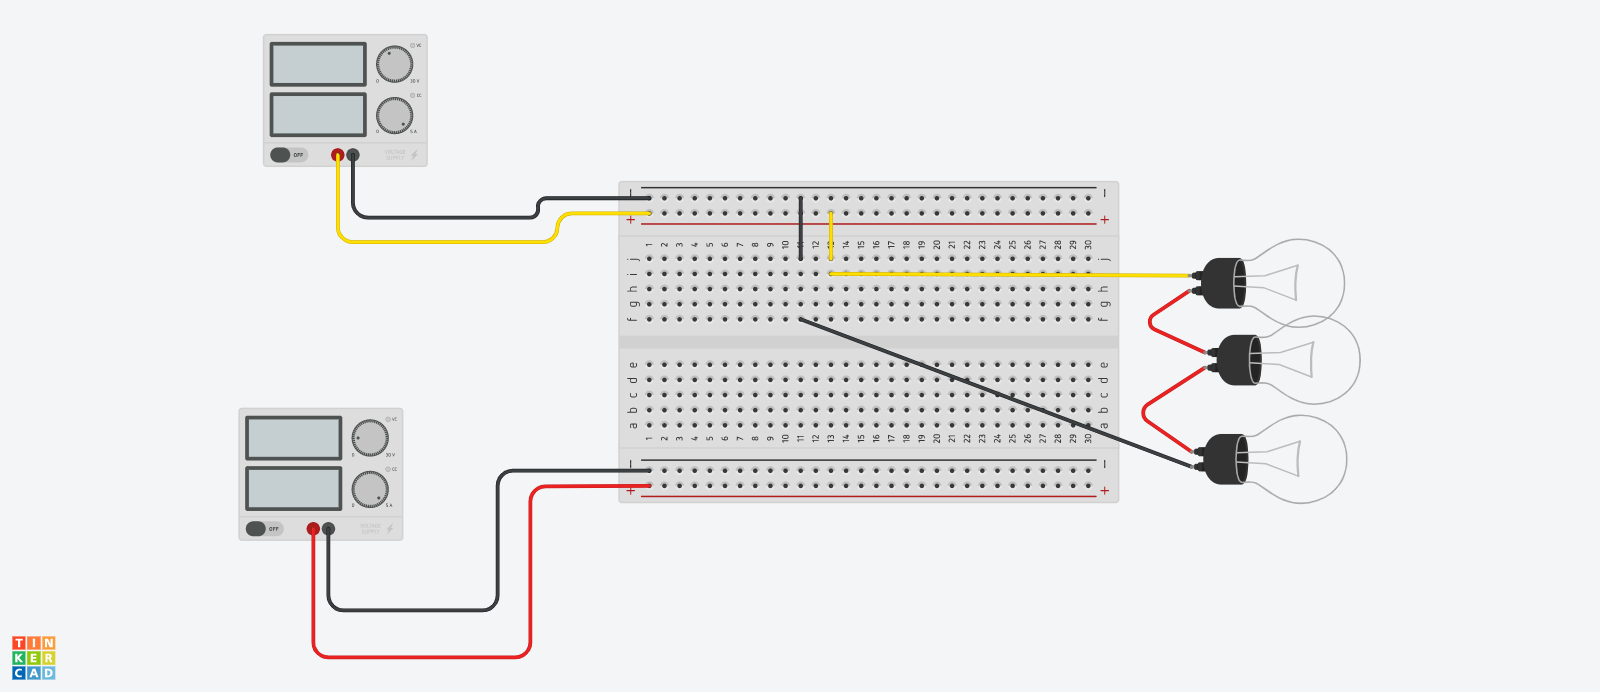 VC
0 30 V
CC
0 5 A
OFF VOLTAGE SUPPLY
− −
+ +
1 2 3 4 5 6 7 8 9 10 11 12 13 14 15 16 17 18 19 20 21 22 23 24 25 26 27 28 29 30
j j
i
h h
g g
f f
e e
d d
c c
b b
a a
1 2 3 4 5 6 7 8 9 10 11 12 13 14 15 16 17 18 19 20 21 22 23 24 25 26 27 28 29 30
− −
+ +
VC
0 30 V
CC
0 5 A
OFF VOLTAGE SUPPLY
TIN
KER
CAD